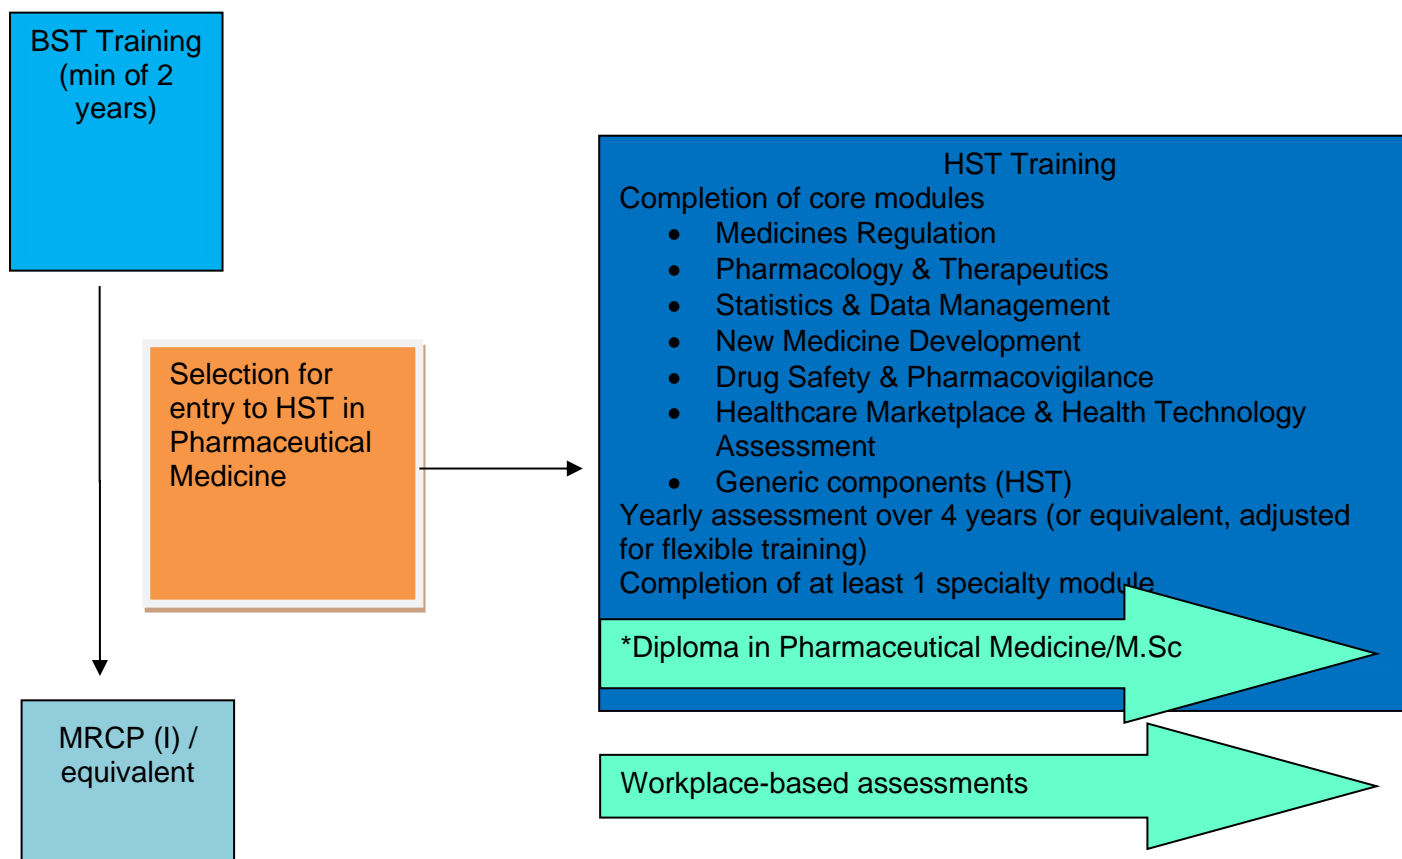 BST Training
(min of 2
years)
HST Training
Completion of core modules
• Medicines Regulation
• Pharmacology & Therapeutics
• Statistics & Data Management
• New Medicine Development
• Drug Safety & Pharmacovigilance
• Healthcare Marketplace & Health Technology
Assessment
• Generic components (HST)
Yearly assessment over 4 years (or equivalent, adjusted
for flexible training)
Completion of at least 1 specialty module
*Diploma in Pharmaceutical Medicine/M.Sc
Selection for
entry to HST in
Pharmaceutical
Medicine
MRCP (I) /
equivalent
Workplace-based assessments